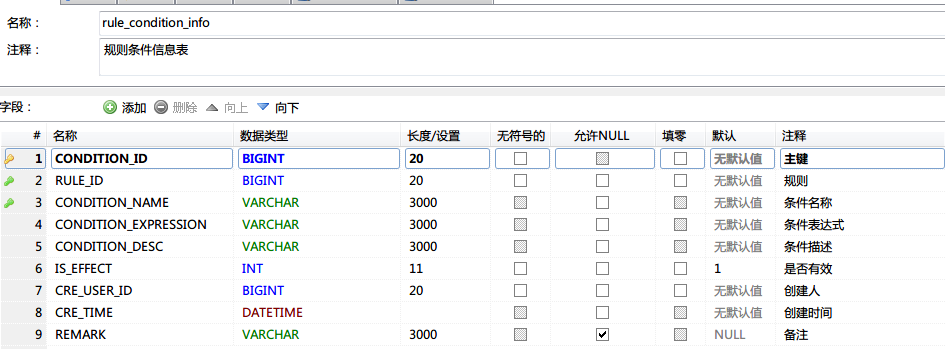 名称： rule_condition_info
注释： 规则条件信息表
字段： 添加 删除 向上 向下
# 名称 数据类型 长度/设置 无符号的 允许NULL 填零 默认 注释
1 CONDITION_ID BIGINT 20 无默认值 主键
2 RULE_ID BIGINT 20 无默认值 规则
3 CONDITION_NAME VARCHAR 3000 无默认值 条件名称
4 CONDITION_EXPRESSION VARCHAR 3000 无默认值 条件表达式
5 CONDITION_DESC VARCHAR 3000 无默认值 条件描述
6 IS_EFFECT INT 11 1 是否有效
7 CRE_USER_ID BIGINT 20 无默认值 创建人
8 CRE_TIME DATETIME 无默认值 创建时间
9 REMARK VARCHAR 3000 NULL 备注